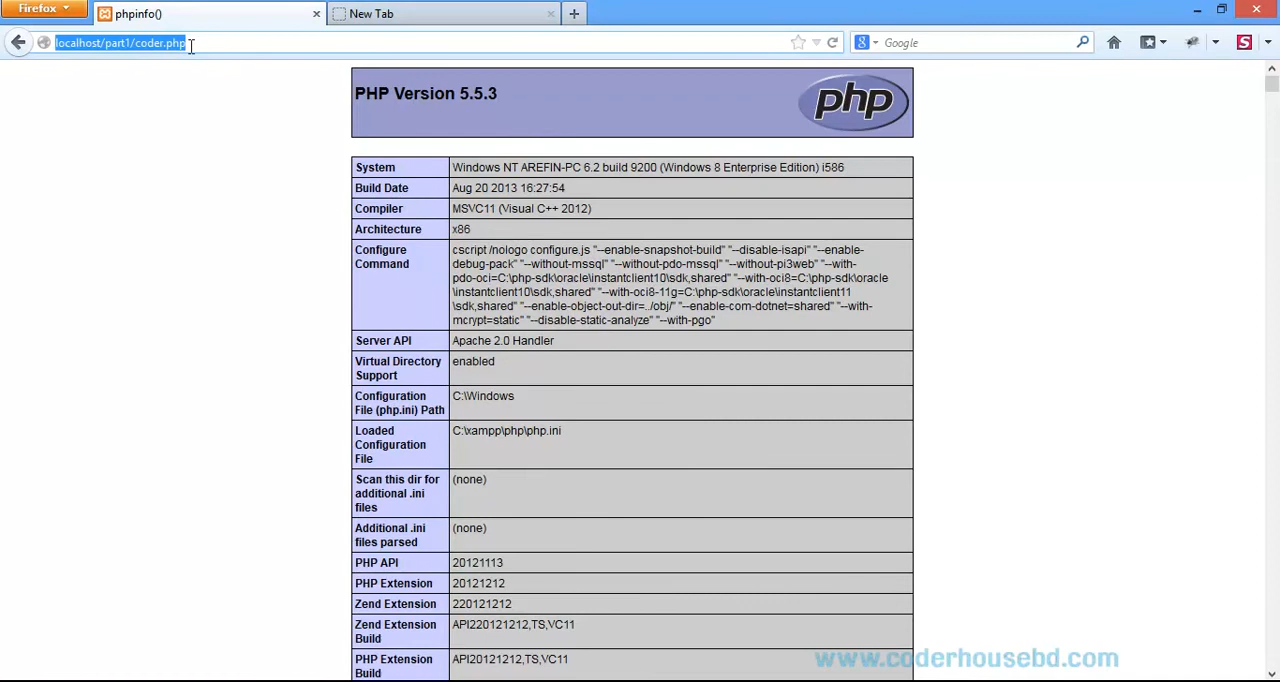 Firefox
phpinfo()
New Tab
localhost/part1/coder.php
Google
PHP Version 5.5.3
php
System
Windows NT AREFIN-PC 6.2 build 9200 (Windows 8 Enterprise Edition) i586
Build Date
Aug 20 2013 16:27:54
Compiler
MSVC11 (Visual C++ 2012)
Architecture
x86
Configure
Command
cscript /nologo configure.js "--enable-snapshot-build" "--disable-isapi" "--enable-
debug-pack" "--without-mssql" "--without-pdo-mssql" "--without-pi3web" "--with-
pdo-oci=C:\php-sdk\oracle\instantclient10\sdk,shared" "--with-oci8=C:\php-sdk\oracle
\instantclient10\sdk,shared" "--with-oci8-11g=C:\php-sdk\oracle\instantclient11
\sdk,shared" "--enable-object-out-dir=../obj/" "--enable-com-dotnet=shared" "--with-
mcrypt=static" "--disable-static-analyze" "--with-pgo"
Server API
Apache 2.0 Handler
Virtual Directory
Support
enabled
Configuration
File (php.ini) Path
C:\Windows
Loaded
Configuration
File
C:\xampp\php\php.ini
Scan this dir for
additional .ini
files
(none)
Additional .ini
files parsed
(none)
PHP API
20121113
PHP Extension
20121212
Zend Extension
220121212
Zend Extension
Build
API220121212,TS,VC11
PHP Extension
Build
API20121212,TS,VC11
www.coderhousebd.com